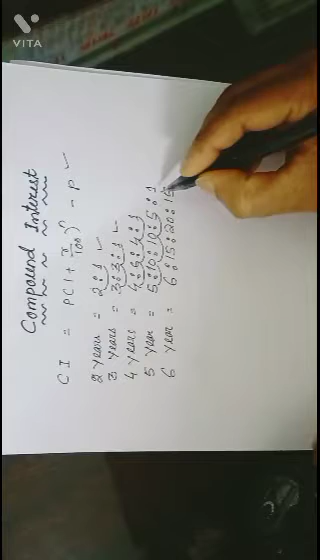 VITA
Compound Interest
CI = P(1 + r/100)^n - P ✓
2 years = 2:1 ✓
3 years = 3:3:1 ✓
4 years = 4:6:4:1
5 year = 5:10:10:5:1
6 year = 6:15:20:15